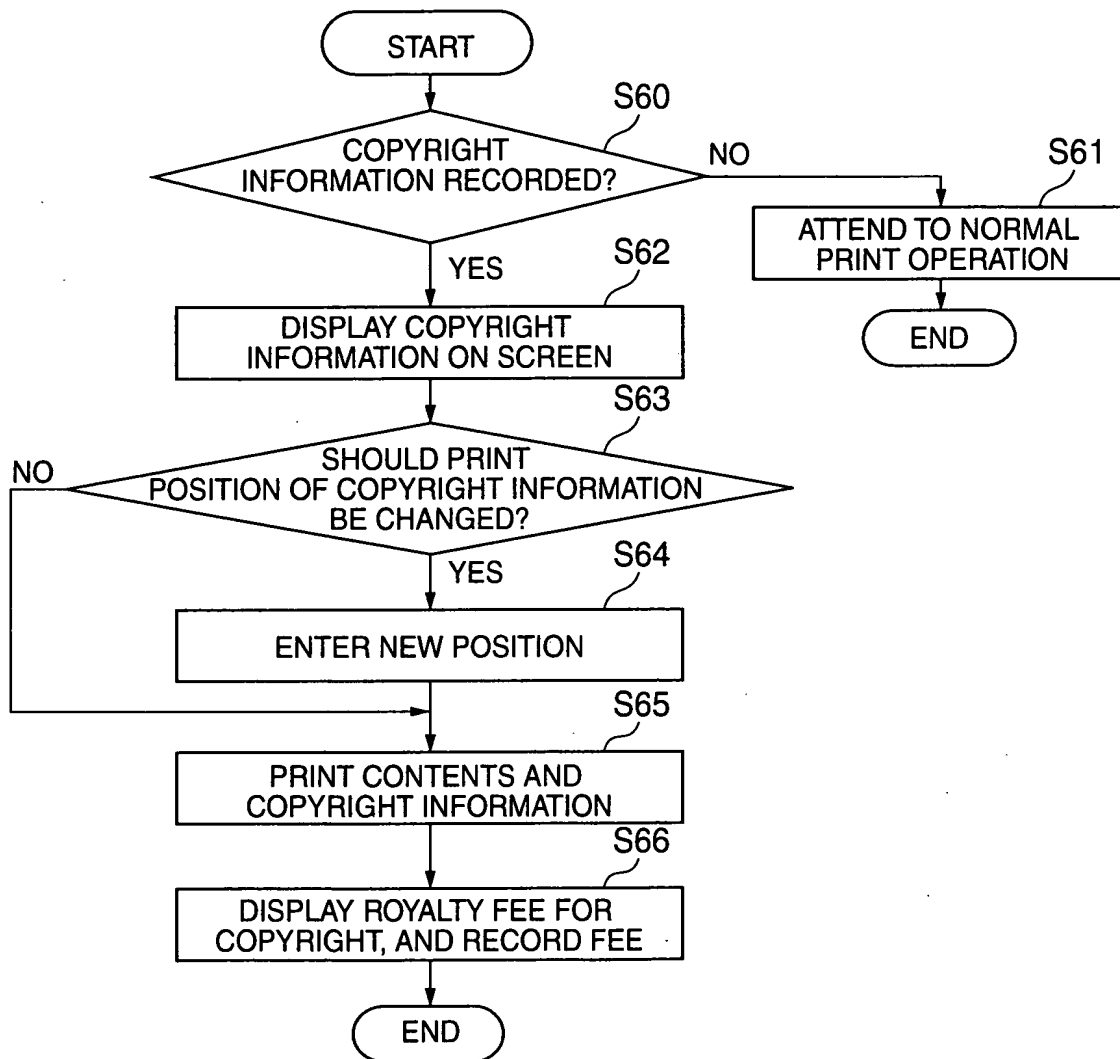 START
S60
COPYRIGHT
INFORMATION RECORDED?
NO
S61
ATTEND TO NORMAL
PRINT OPERATION
END
YES
S62
DISPLAY COPYRIGHT
INFORMATION ON SCREEN
S63
NO
SHOULD PRINT
POSITION OF COPYRIGHT INFORMATION
BE CHANGED?
YES
S64
ENTER NEW POSITION
S65
PRINT CONTENTS AND
COPYRIGHT INFORMATION
S66
DISPLAY ROYALTY FEE FOR
COPYRIGHT, AND RECORD FEE
END